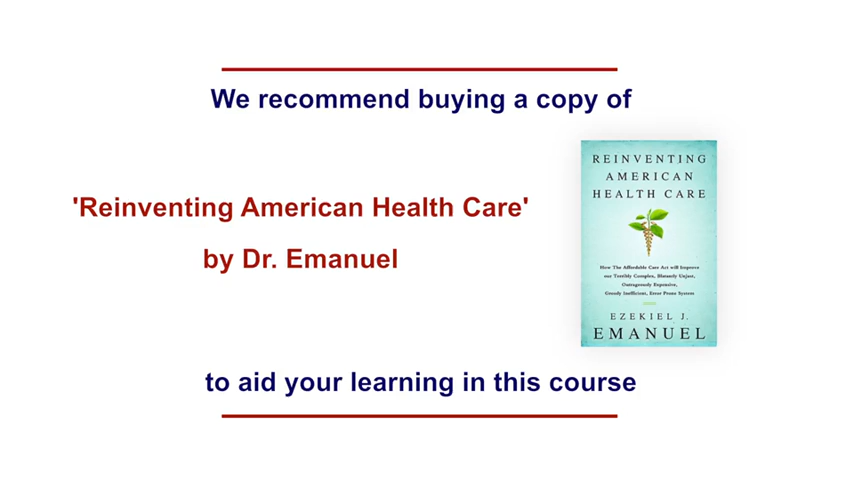 We recommend buying a copy of
'Reinventing American Health Care'
by Dr. Emanuel
REINVENTING
AMERICAN
HEALTH CARE
How The Affordable Care Act will Improve
our Terribly Complex, Blatantly Unjust,
Outrageously Expensive,
Grossly Inefficient, Error Prone System
EZEKIEL J.
EMANUEL
to aid your learning in this course